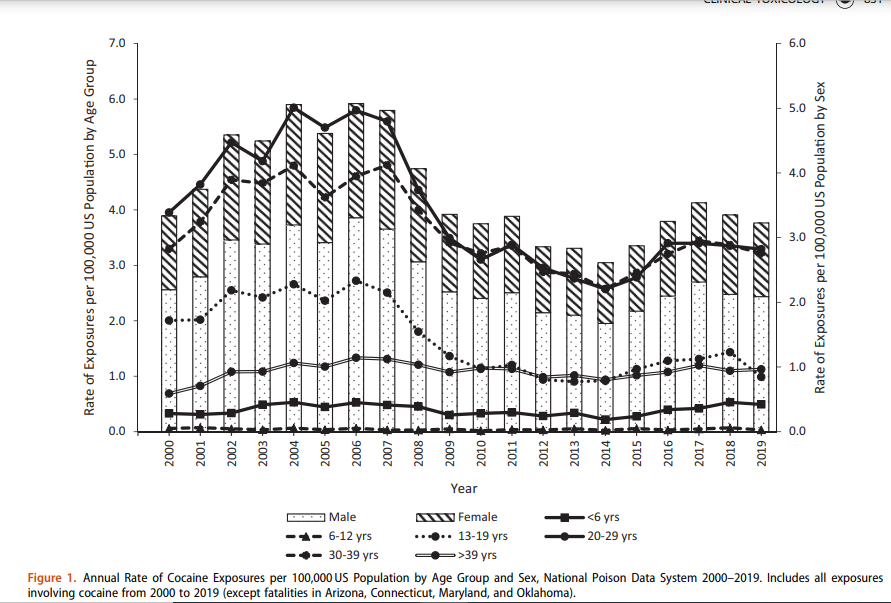 CLINICAL TOXICOLOGY
Rate of Exposures per 100,000 US Population by Age Group
7.0
6.0
5.0
4.0
3.0
2.0
1.0
0.0
6.0
5.0
4.0
3.0
2.0
1.0
0.0
Rate of Exposures per 100,000 US Population by Sex
2000 2001 2002 2003 2004 2005 2006 2007 2008 2009 2010 2011 2012 2013 2014 2015 2016 2017 2018 2019
Year
Male Female <6 yrs
6-12 yrs 13-19 yrs 20-29 yrs
30-39 yrs >39 yrs
Figure 1. Annual Rate of Cocaine Exposures per 100,000 US Population by Age Group and Sex, National Poison Data System 2000–2019. Includes all exposures
involving cocaine from 2000 to 2019 (except fatalities in Arizona, Connecticut, Maryland, and Oklahoma).